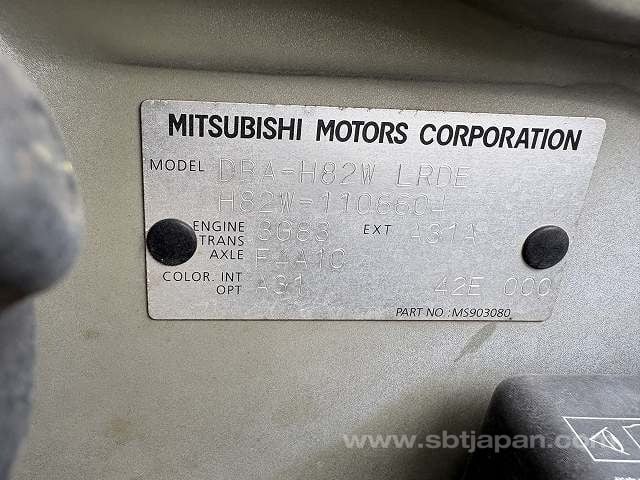 MITSUBISHI MOTORS CORPORATION
MODEL DBA-H82W LRDE
H82W-1108604
ENGINE 3G83 EXT A31A
TRANS
AXLE F4A1C
COLOR. INT
OPT A31 42E 000
PART NO : MS903080
www.sbtjapan.com